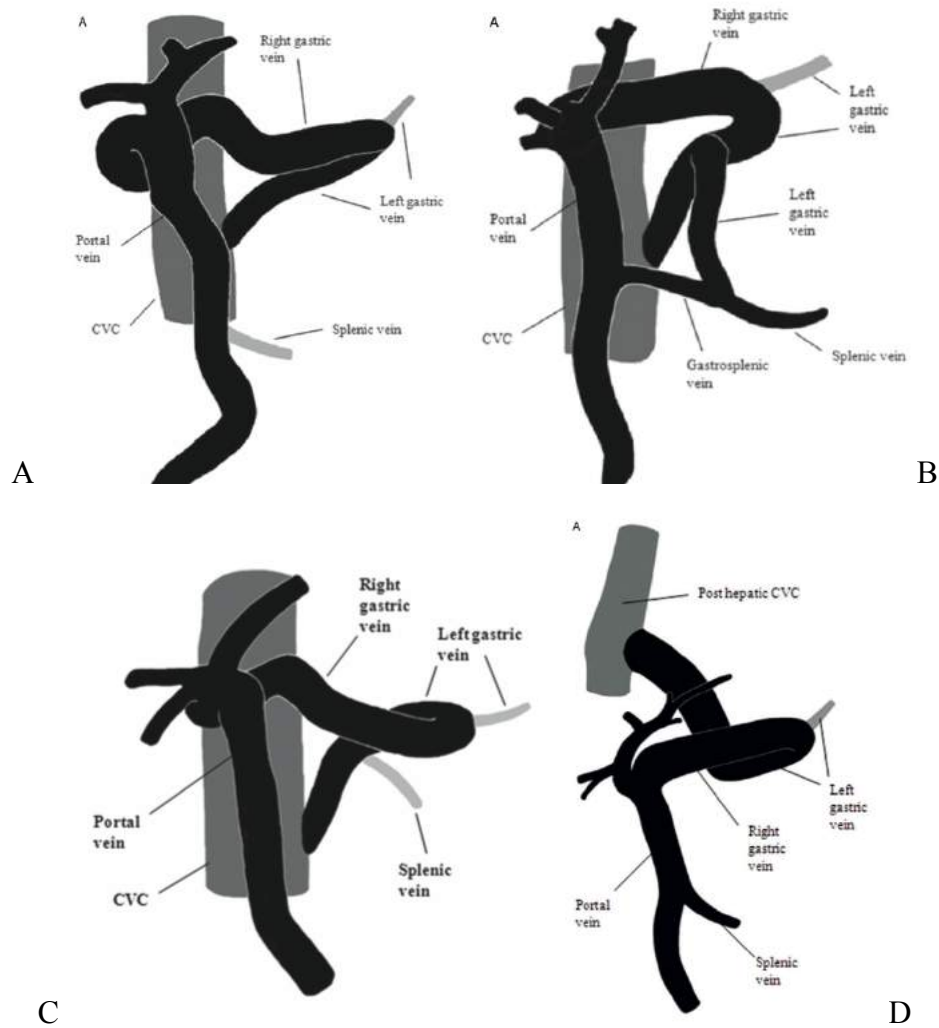 A
Right gastric
vein
Left gastric
vein
Portal
vein
CVC
Splenic vein
A
A
Right gastric
vein
Left
gastric
vein
Left
gastric
vein
Portal
vein
CVC
Gastrosplenic
vein
Splenic vein
B
Right
gastric
vein
Left gastric
vein
Portal
vein
CVC
Splenic
vein
C
A
Post hepatic CVC
Left
gastric
vein
Right
gastric
vein
Portal
vein
Splenic
vein
D